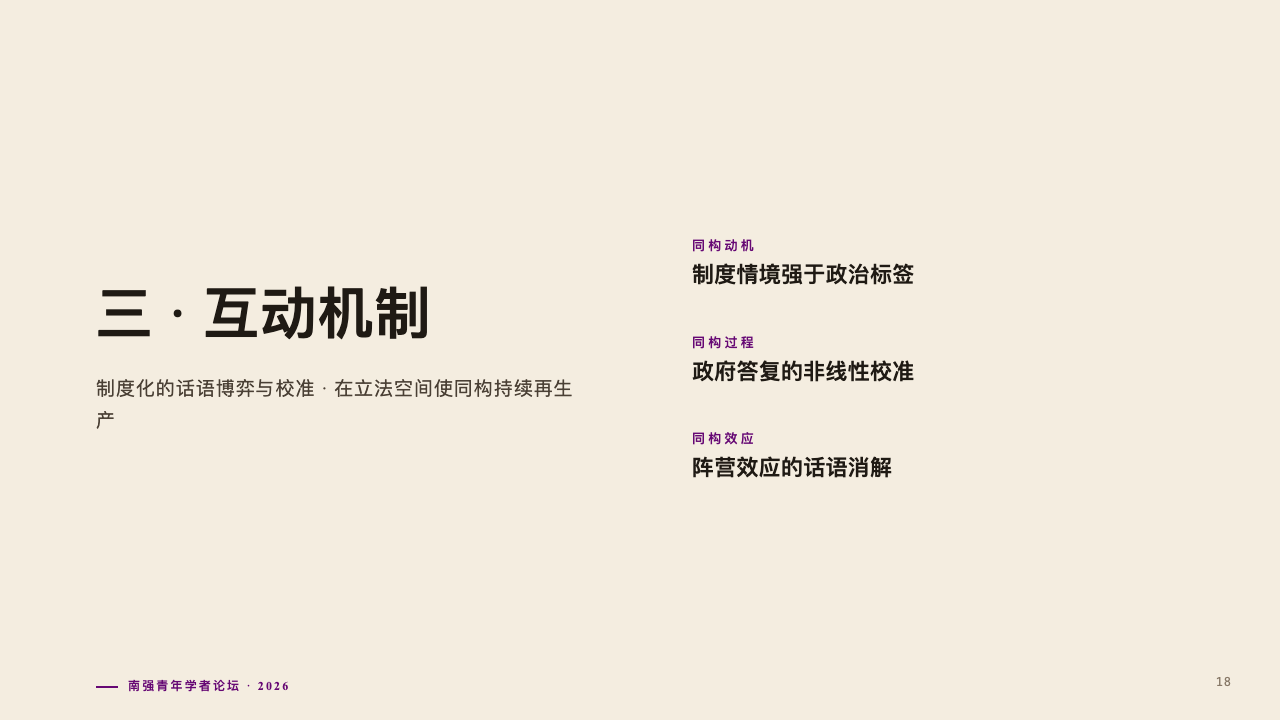 三 · 互动机制
制度化的话语博弈与校准 · 在立法空间使同构持续再生
产
同构动机
制度情境强于政治标签
同构过程
政府答复的非线性校准
同构效应
阵营效应的话语消解
南强青年学者论坛 · 2026
18